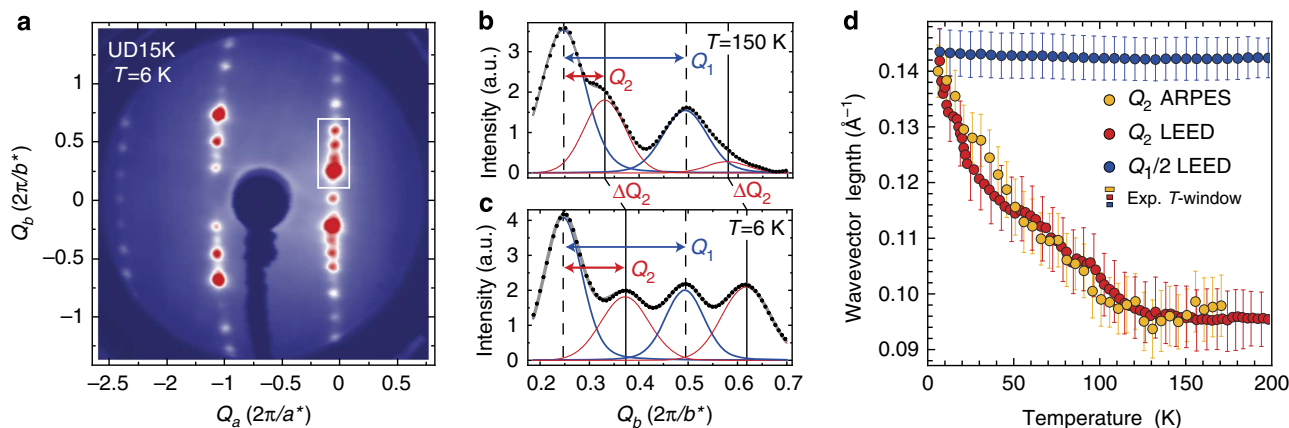 a
UD15K
T=6 K
1
0.5
0
−0.5
−1
Q_b (2π/b*)
−2.5 −2 −1.5 −1 −0.5 0 0.5
Q_a (2π/a*)
b
T=150 K
Q_2
Q_1
3
2
1
0
Intensity (a.u.)
ΔQ_2 ΔQ_2
c
T=6 K
Q_1
Q_2
4
3
2
1
0
Intensity (a.u.)
0.2 0.3 0.4 0.5 0.6 0.7
Q_b (2π/b*)
d
0.14
0.13
0.12
0.11
0.10
0.09
Wavevector legnth (Å⁻¹)
Q_2 ARPES
Q_2 LEED
Q_1/2 LEED
Exp. T-window
0 50 100 150 200
Temperature (K)